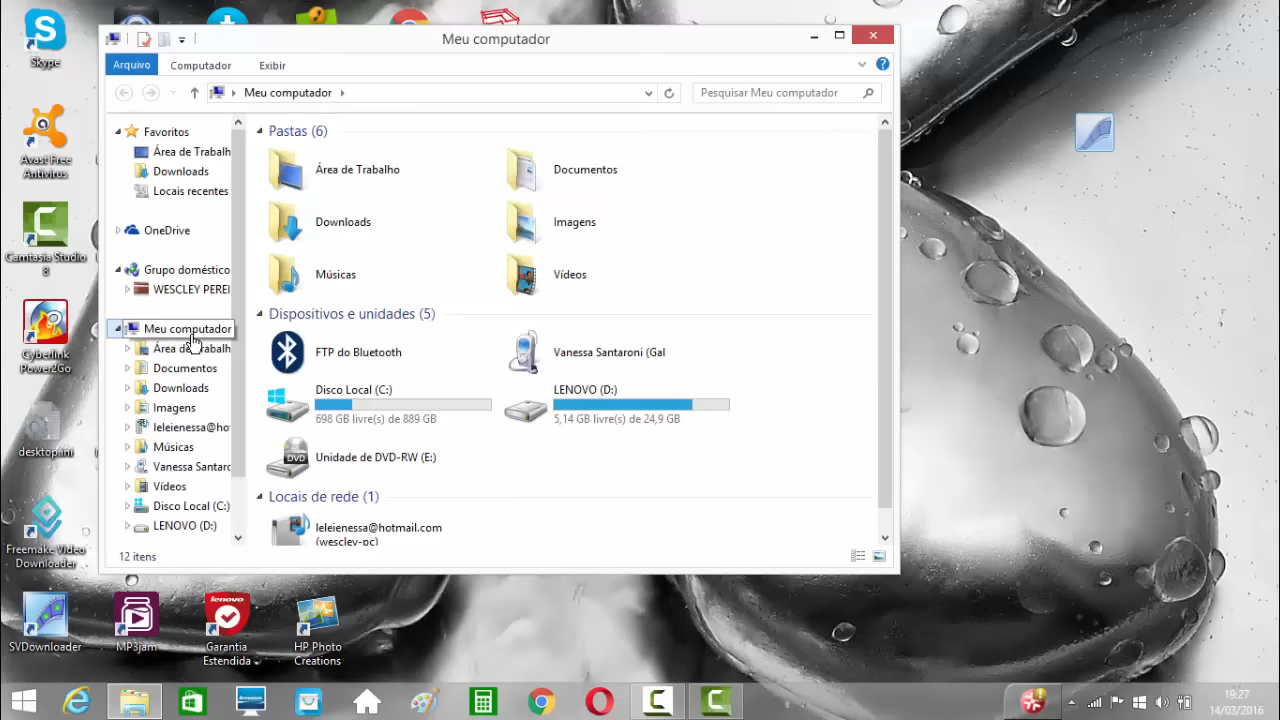 Skype
Avast Free
Antivirus
Camtasia Studio
8
Cyberlink
Power2Go
desktop.ini
Freemake Video
Downloader
SVDownloader
MP3jam
Garantia
Estendida
HP Photo
Creations
Meu computador
Arquivo
Computador
Exibir
Meu computador
Pesquisar Meu computador
Favoritos
Área de Trabalh
Downloads
Locais recentes
OneDrive
Grupo doméstico
WESCLEY PEREI
Meu computador
Área de Trabalh
Documentos
Downloads
Imagens
leleienessa@ho
Músicas
Vanessa Santaro
Vídeos
Disco Local (C:)
LENOVO (D:)
Pastas (6)
Área de Trabalho
Documentos
Downloads
Imagens
Músicas
Vídeos
Dispositivos e unidades (5)
FTP do Bluetooth
Vanessa Santaroni (Gal
Disco Local (C:)
698 GB livre(s) de 889 GB
LENOVO (D:)
5,14 GB livre(s) de 24,9 GB
DVD
Unidade de DVD-RW (E:)
Locais de rede (1)
leleienessa@hotmail.com
(wescley-pc)
12 itens
lenovo
19:27
14/03/2016